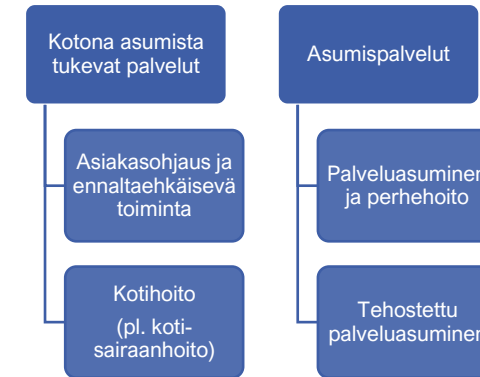 Kotona asumista
tukevat palvelut
Asiakasohjaus ja
ennaltaehkäisevä
toiminta
Kotihoito
(pl. koti-
sairaanhoito)
Asumispalvelut
Palveluasuminen
ja perhehoito
Tehostettu
palveluasuminen